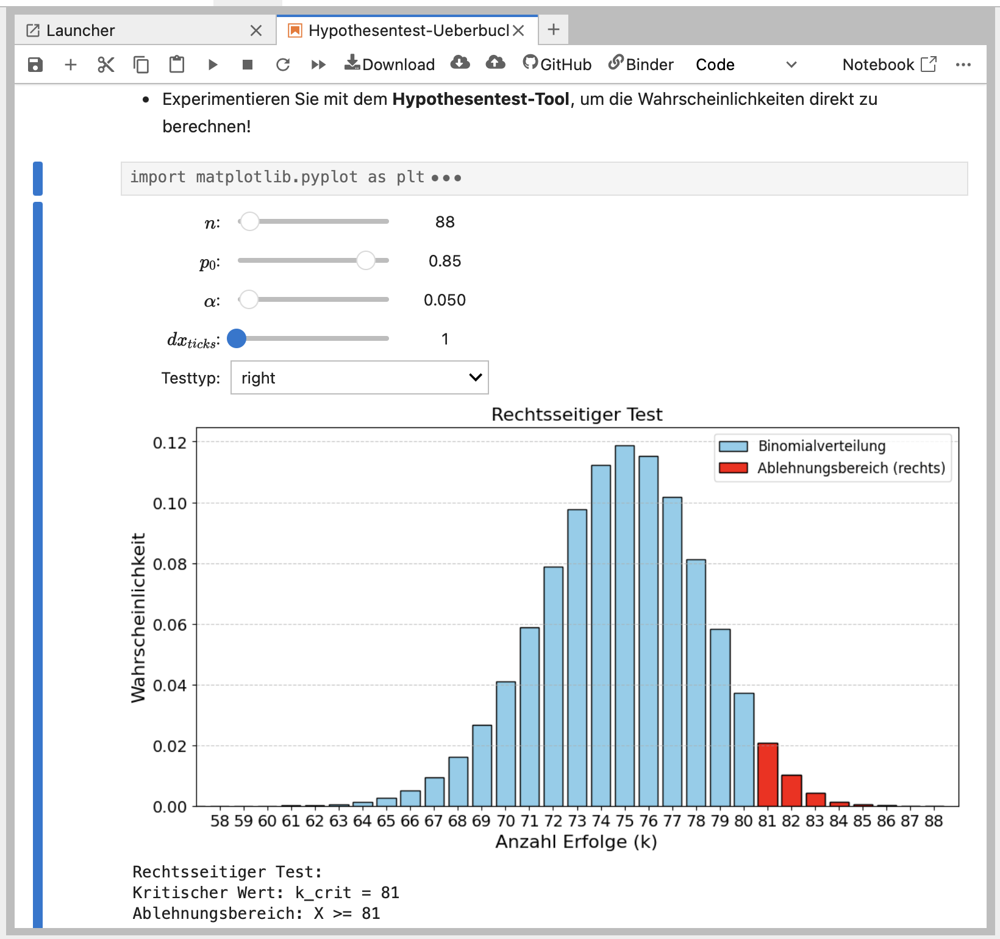 Launcher
Hypothesentest-Ueberbucl
Download GitHub Binder Code Notebook
• Experimentieren Sie mit dem Hypothesentest-Tool, um die Wahrscheinlichkeiten direkt zu
berechnen!
import matplotlib.pyplot as plt •••
n: 88
p₀: 0.85
α: 0.050
dx_ticks: 1
Testtyp: right
Rechtsseitiger Test
Binomialverteilung
Ablehnungsbereich (rechts)
Wahrscheinlichkeit
0.12
0.10
0.08
0.06
0.04
0.02
0.00
58 59 60 61 62 63 64 65 66 67 68 69 70 71 72 73 74 75 76 77 78 79 80 81 82 83 84 85 86 87 88
Anzahl Erfolge (k)
Rechtsseitiger Test:
Kritischer Wert: k_crit = 81
Ablehnungsbereich: X >= 81